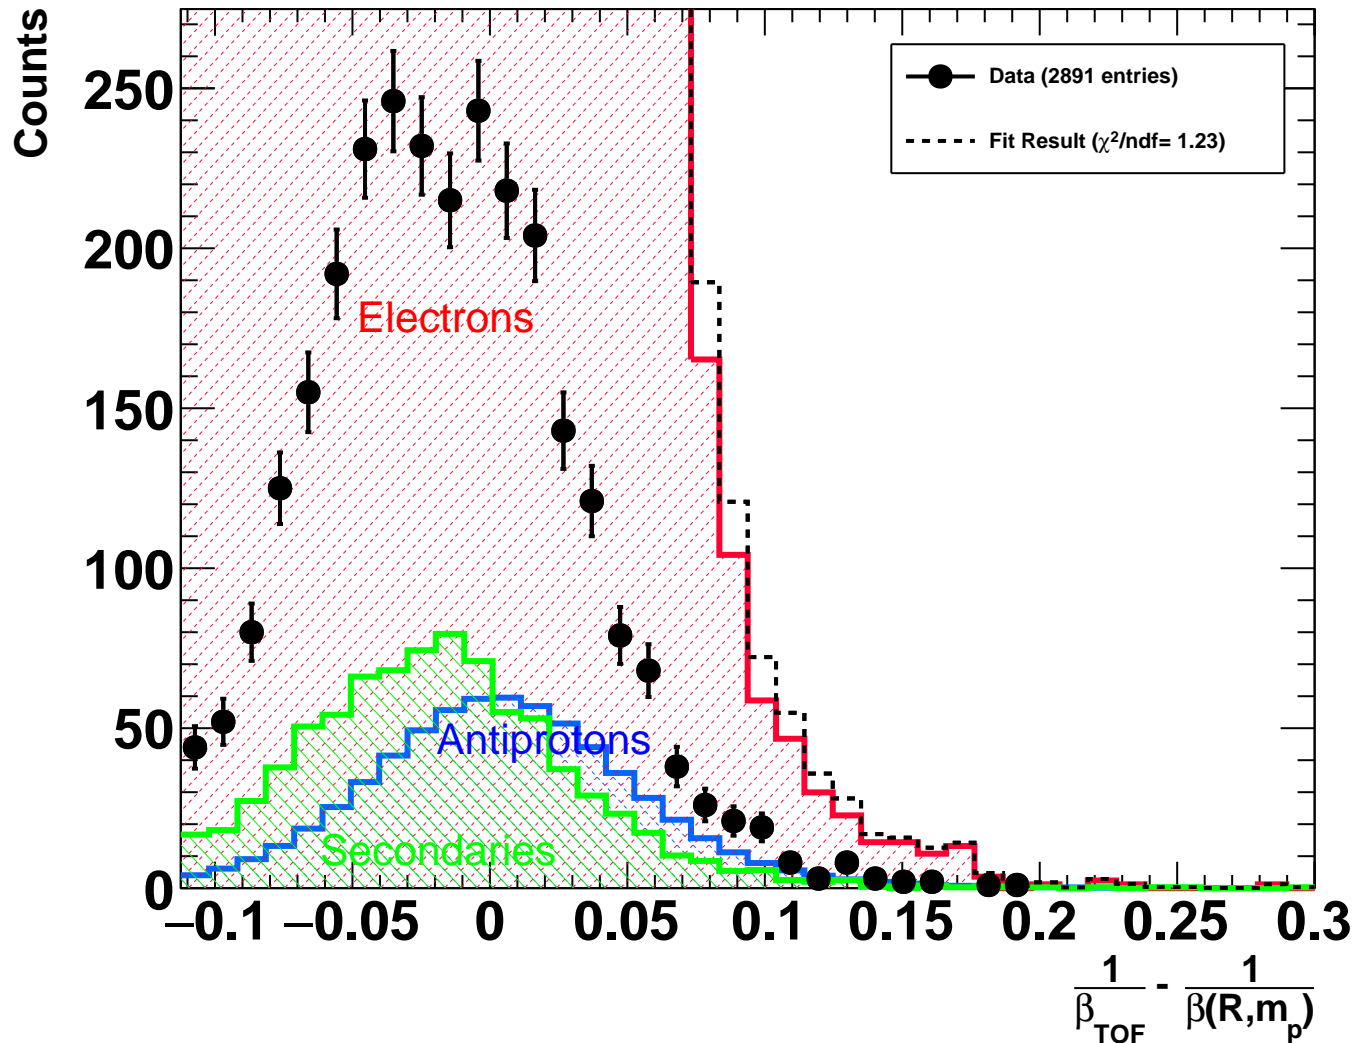 Counts
250
200
150
100
50
0
Data (2891 entries)
Fit Result (χ²/ndf= 1.23)
Electrons
Antiprotons
Secondaries
−0.1 −0.05 0 0.05 0.1 0.15 0.2 0.25 0.3
1/β_TOF - 1/β(R,m_p)